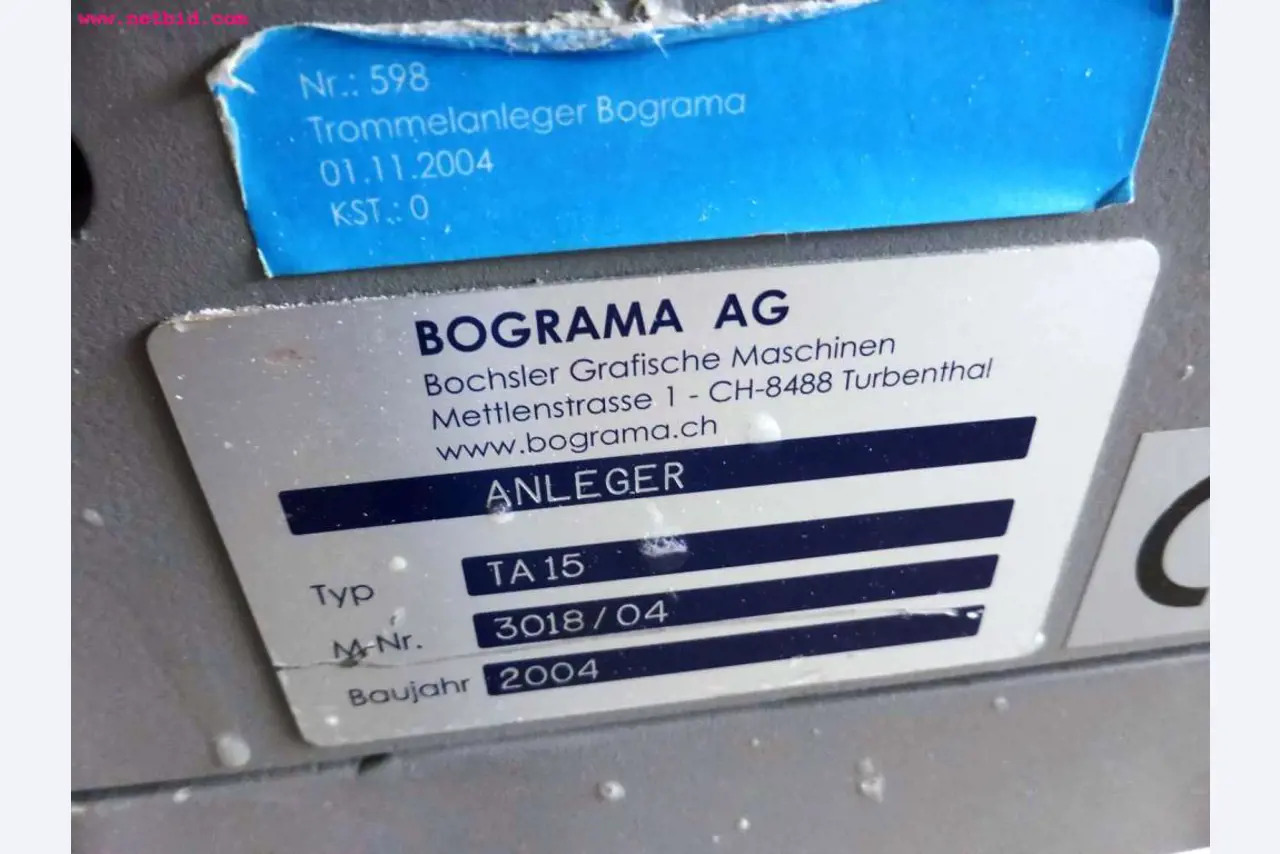 www.netbid.com
Nr.: 598
Trommelanleger Bograma
01.11.2004
KST.: 0
BOGRAMA AG
Bochsler Grafische Maschinen
Mettlenstrasse 1 - CH-8488 Turbenthal
www.bograma.ch
ANLEGER
Typ TA 15
M-Nr. 3018 / 04
Baujahr 2004